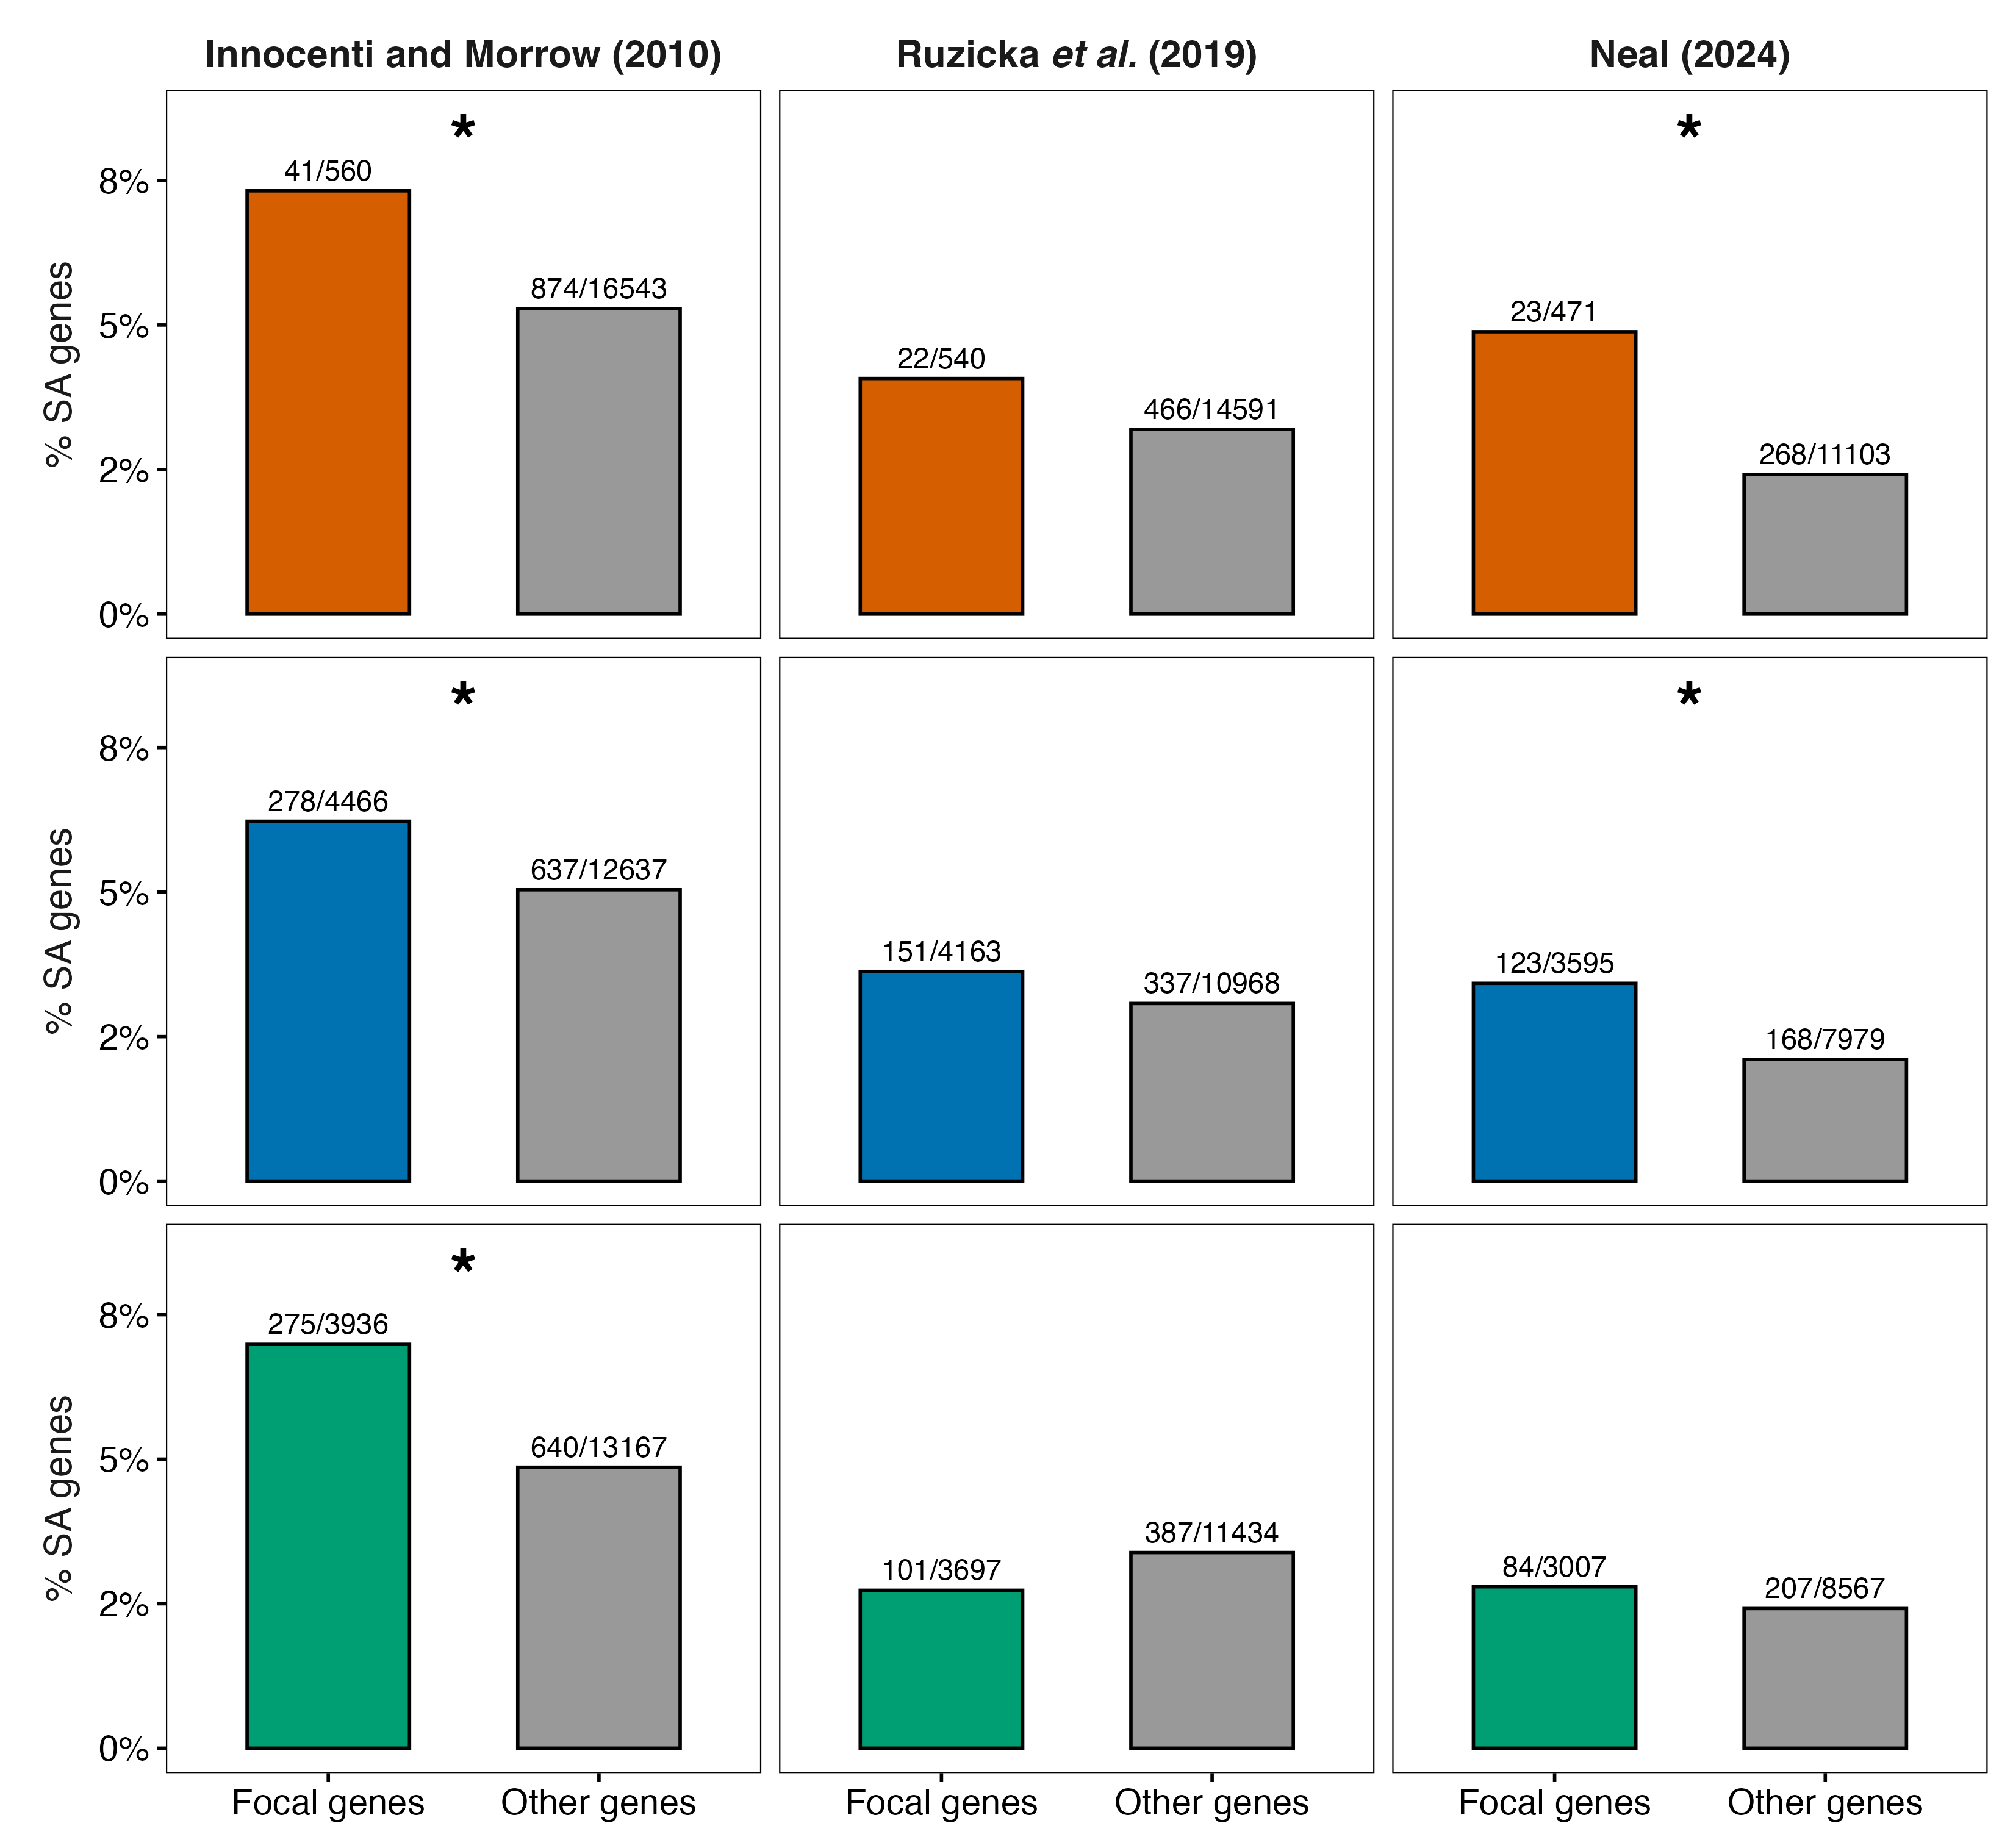 Innocenti and Morrow (2010)
Ruzicka et al. (2019)
Neal (2024)
*
*
8%
5%
2%
0%
% SA genes
41/560
874/16543
22/540
466/14591
23/471
268/11103
*
*
8%
5%
2%
0%
% SA genes
278/4466
637/12637
151/4163
337/10968
123/3595
168/7979
*
8%
5%
2%
0%
% SA genes
275/3936
640/13167
101/3697
387/11434
84/3007
207/8567
Focal genes
Other genes
Focal genes
Other genes
Focal genes
Other genes